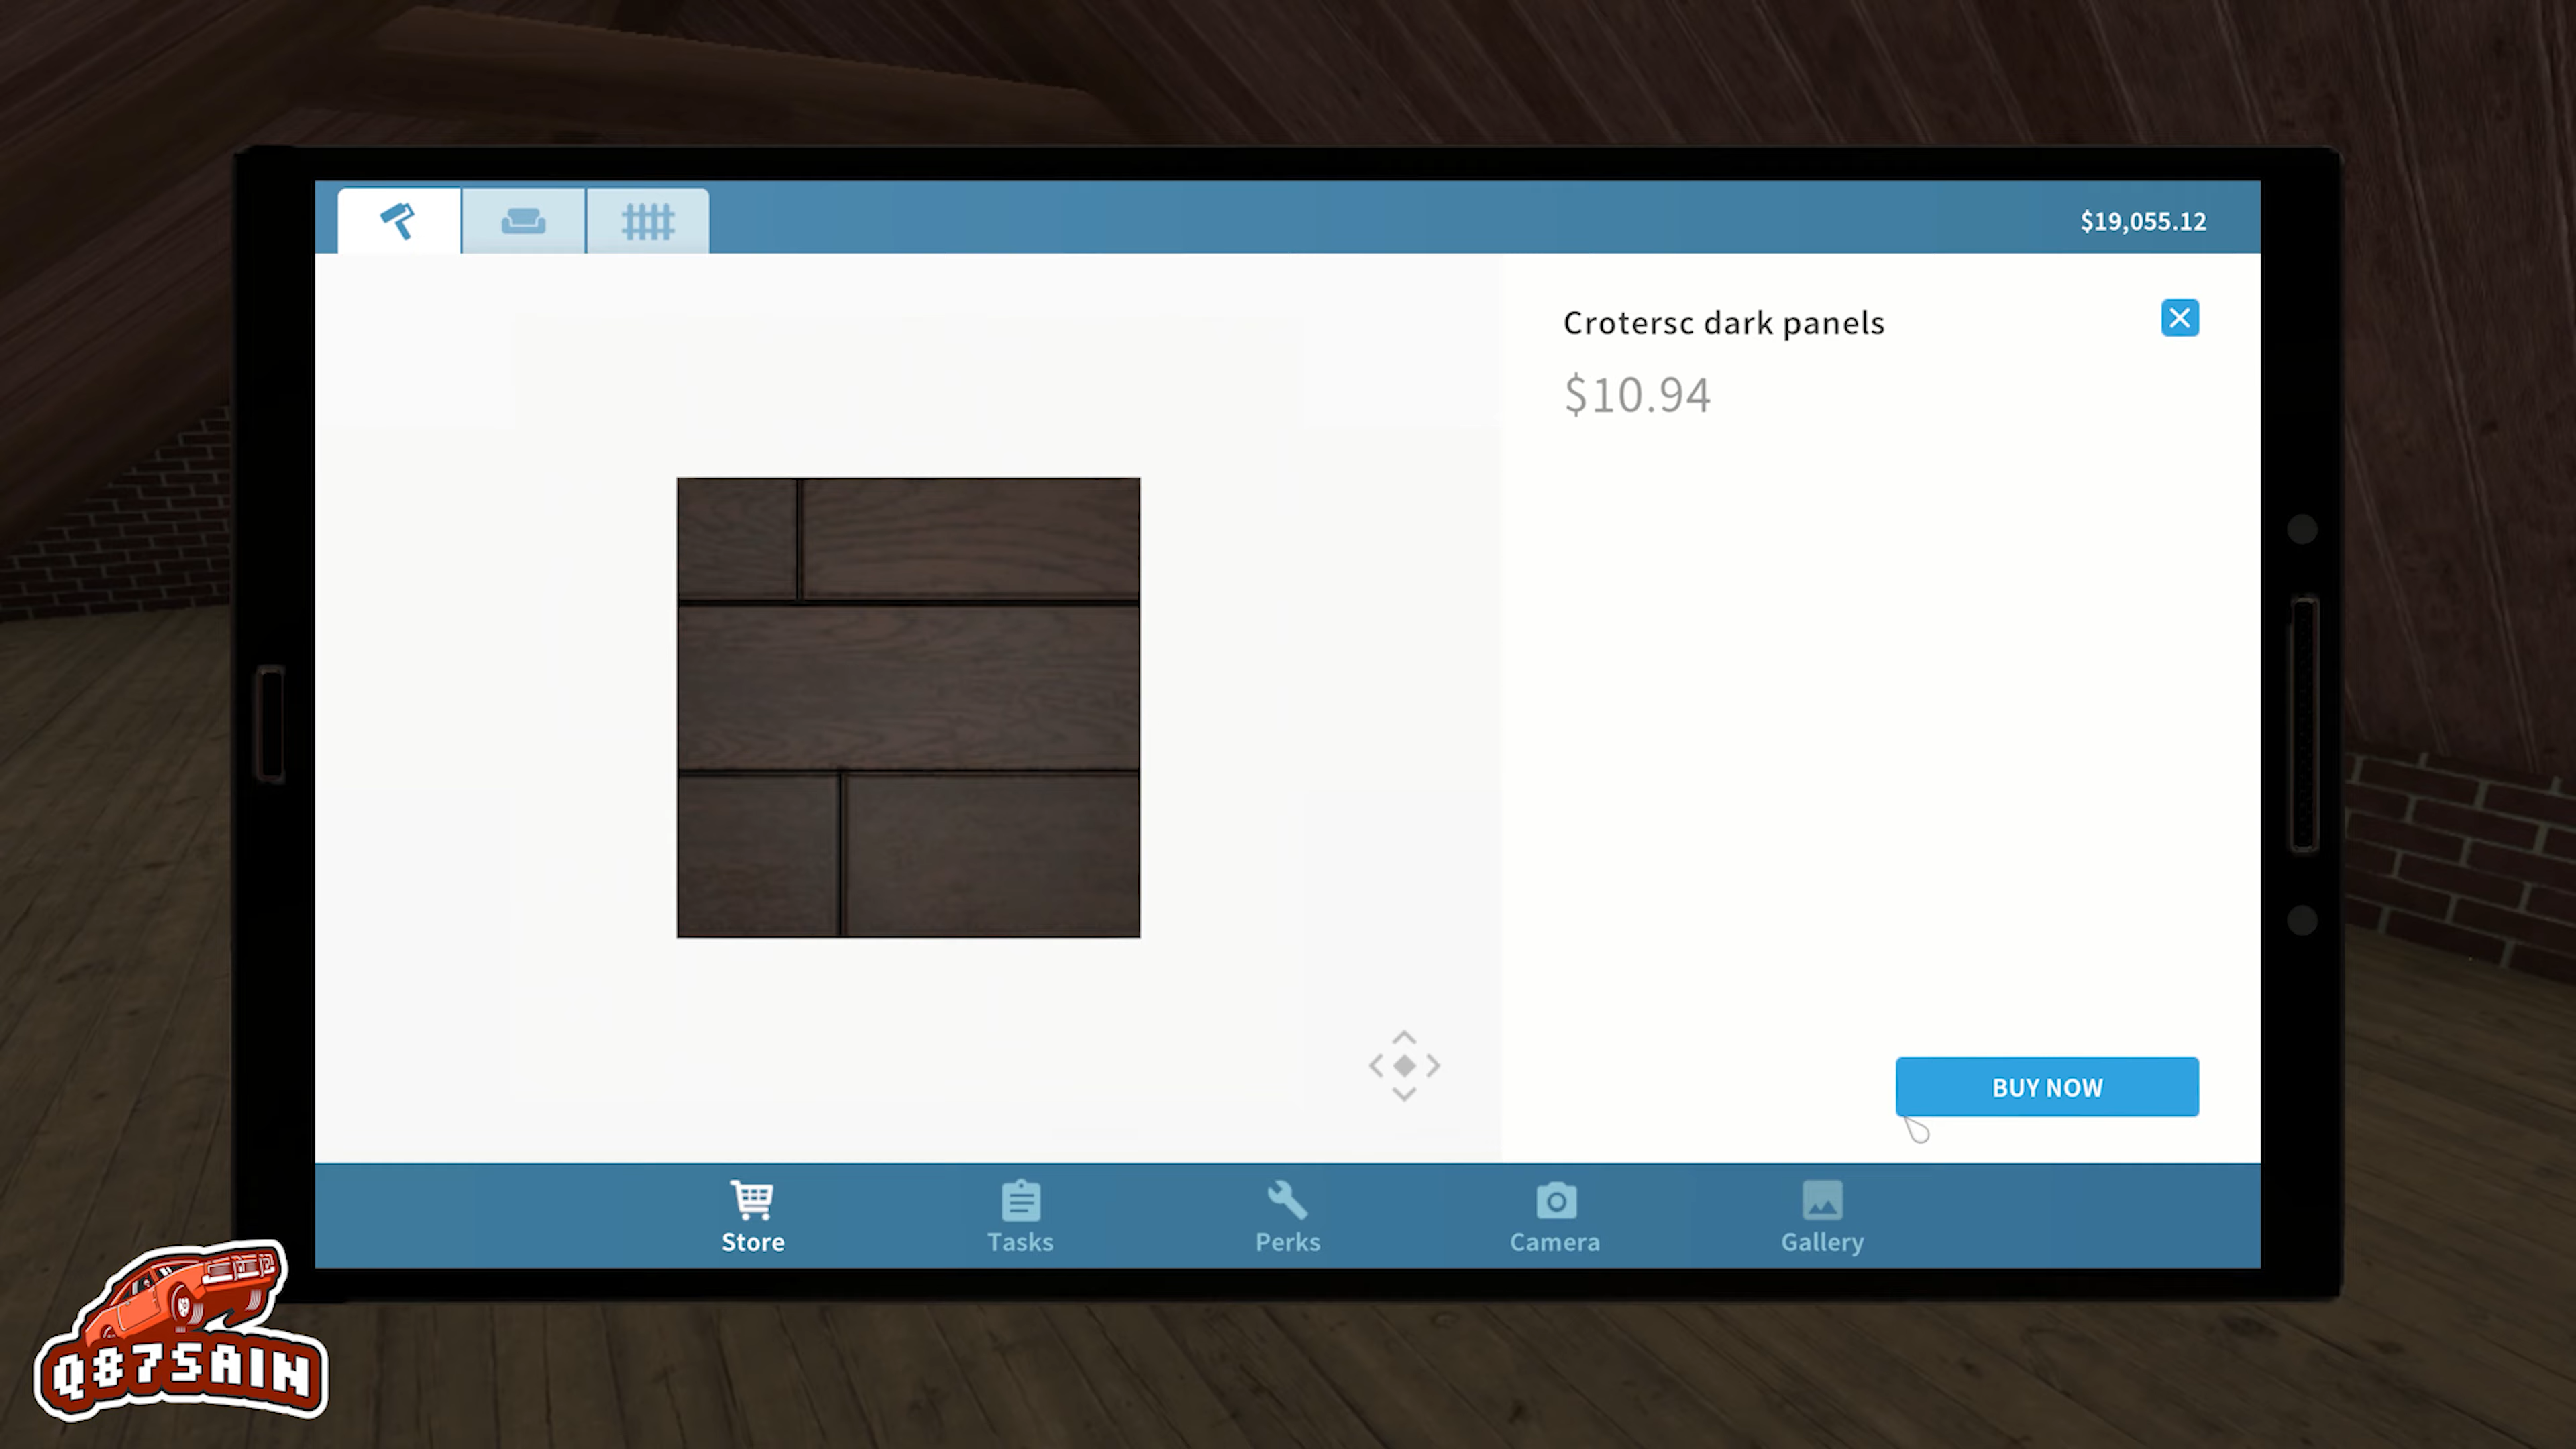 $19,055.12
Crotersc dark panels
$10.94
BUY NOW
Store
Tasks
Perks
Camera
Gallery
Q87SAIN